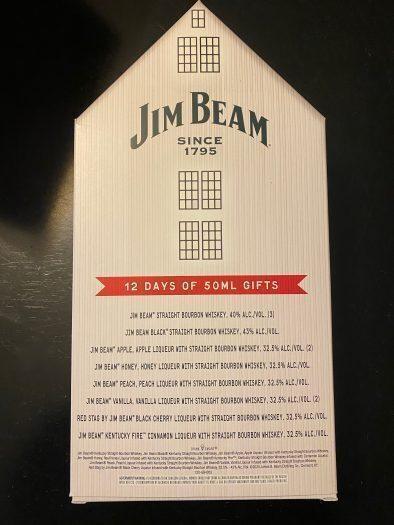 JIM BEAM
SINCE
1795
12 DAYS OF 50ML GIFTS
JIM BEAM® STRAIGHT BOURBON WHISKEY, 40% ALC./VOL. (3)
JIM BEAM BLACK® STRAIGHT BOURBON WHISKEY, 43% VOL.
JIM BEAM® APPLE, APPLE LIQUEUR WITH STRAIGHT BOURBON WHISKEY, 32.5% ALC./VOL. (2)
JIM BEAM® HONEY, HONEY LIQUEUR WITH STRAIGHT BOURBON WHISKEY, 32.5% ALC./VOL.
JIM BEAM® PEACH, PEACH LIQUEUR WITH STRAIGHT BOURBON WHISKEY, 32.5% ALC./VOL.
JIM BEAM® VANILLA, VANILLA LIQUEUR WITH STRAIGHT BOURBON WHISKEY, 32.5% ALC./VOL. (2)
RED STAG BY JIM BEAM® BLACK CHERRY LIQUEUR WITH STRAIGHT BOURBON WHISKEY, 32.5% ALC./VOL.
JIM BEAM® KENTUCKY FIRE™ CINNAMON LIQUEUR WITH STRAIGHT BOURBON WHISKEY, 32.5% ALC./VOL.